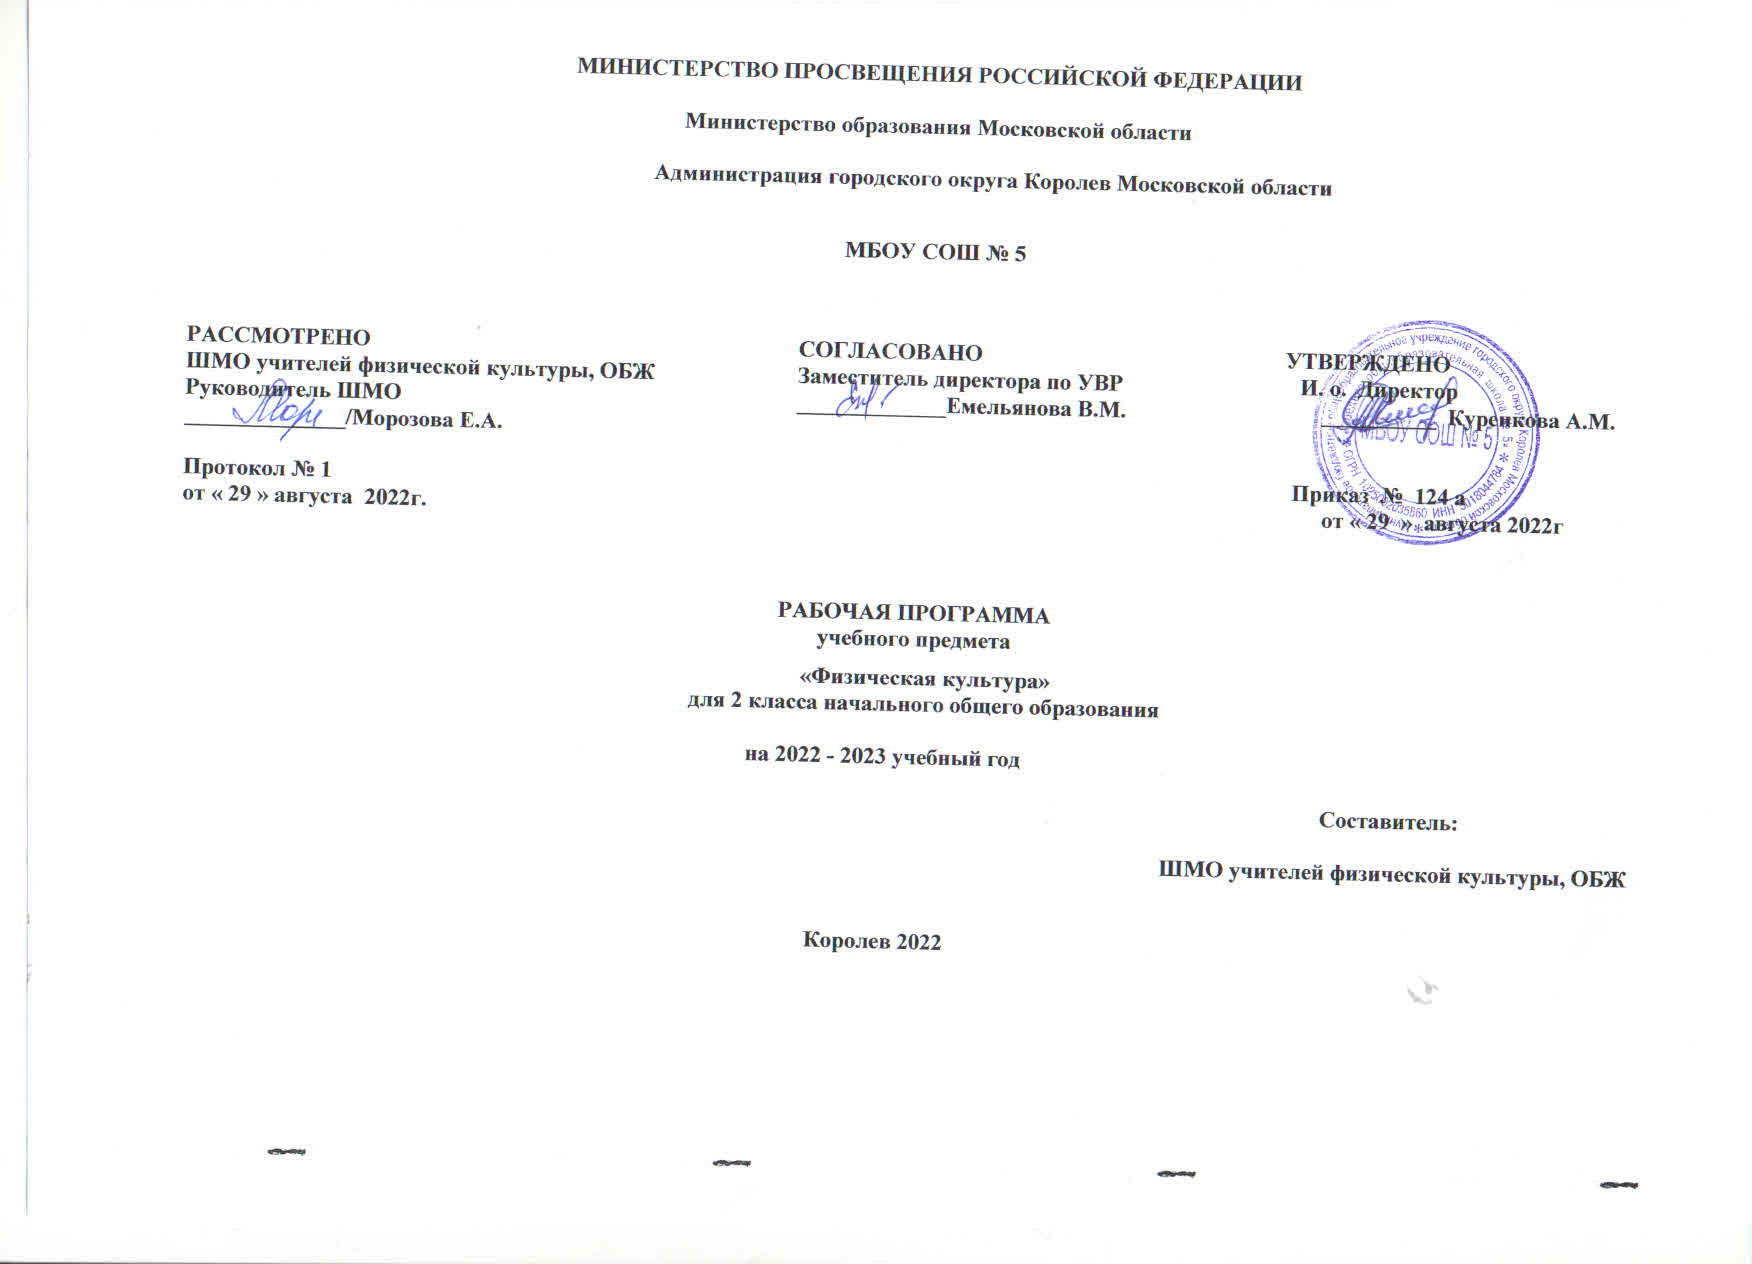 МИНИСТЕРСТВО ПРОСВЕЩЕНИЯ РОССИЙСКОЙ ФЕДЕРАЦИИ
Министерство образования Московской области
Администрация городского округа Королев Московской области
МБОУ СОШ № 5
РАССМОТРЕНО
ШМО учителей физической культуры, ОБЖ
Руководитель ШМО
_______________/Морозова Е.А.
Протокол № 1
от « 29 » августа 2022г.
СОГЛАСОВАНО
Заместитель директора по УВР
______________Емельянова В.М.
УТВЕРЖДЕНО
И. о. Директор
___________ Куренкова А.М.
МБОУ СОШ № 5
Приказ № 124 а
от « 29 » августа 2022г
РАБОЧАЯ ПРОГРАММА
учебного предмета
«Физическая культура»
для 2 класса начального общего образования
на 2022 - 2023 учебный год
Составитель:
ШМО учителей физической культуры, ОБЖ
Королев 2022